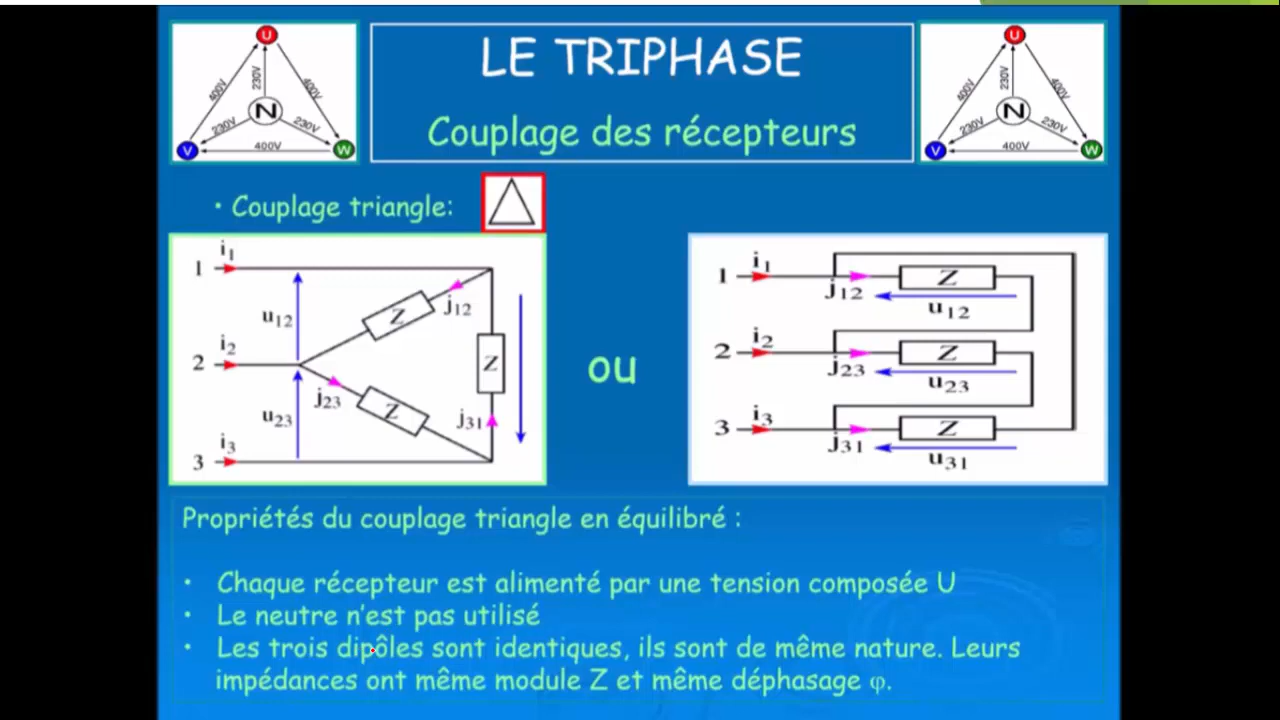 LE TRIPHASE
Couplage des récepteurs
U
400V
230V
400V
N
230V
230V
V
400V
W
U
400V
230V
400V
N
230V
230V
V
400V
W
• Couplage triangle:
1 i1
u12
Z
j12
2 i2
Z
j23
Z
u23
j31
3 i3
ou
1 i1
j12
Z
u12
2 i2
j23
Z
u23
3 i3
j31
Z
u31
Propriétés du couplage triangle en équilibré :
• Chaque récepteur est alimenté par une tension composée U
• Le neutre n'est pas utilisé
• Les trois dipôles sont identiques, ils sont de même nature. Leurs
impédances ont même module Z et même déphasage φ.